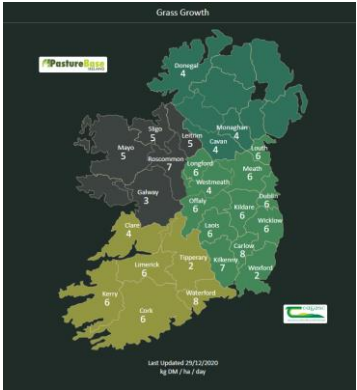 Grass Growth
PastureBase
Donegal
4
Monaghan
4
Cavan
4
Sligo
5
Leitrim
5
Mayo
5
Roscommon
7
Galway
3
Louth
6
Longford
6
Meath
6
Westmeath
4
Dublin
6
Offaly
6
Kildare
6
Wicklow
6
Laois
6
Carlow
8
Kilkenny
7
Wexford
2
Clare
4
Tipperary
2
Limerick
6
Waterford
8
Kerry
6
Cork
6
Last Updated 29/12/2020
kg DM / ha / day